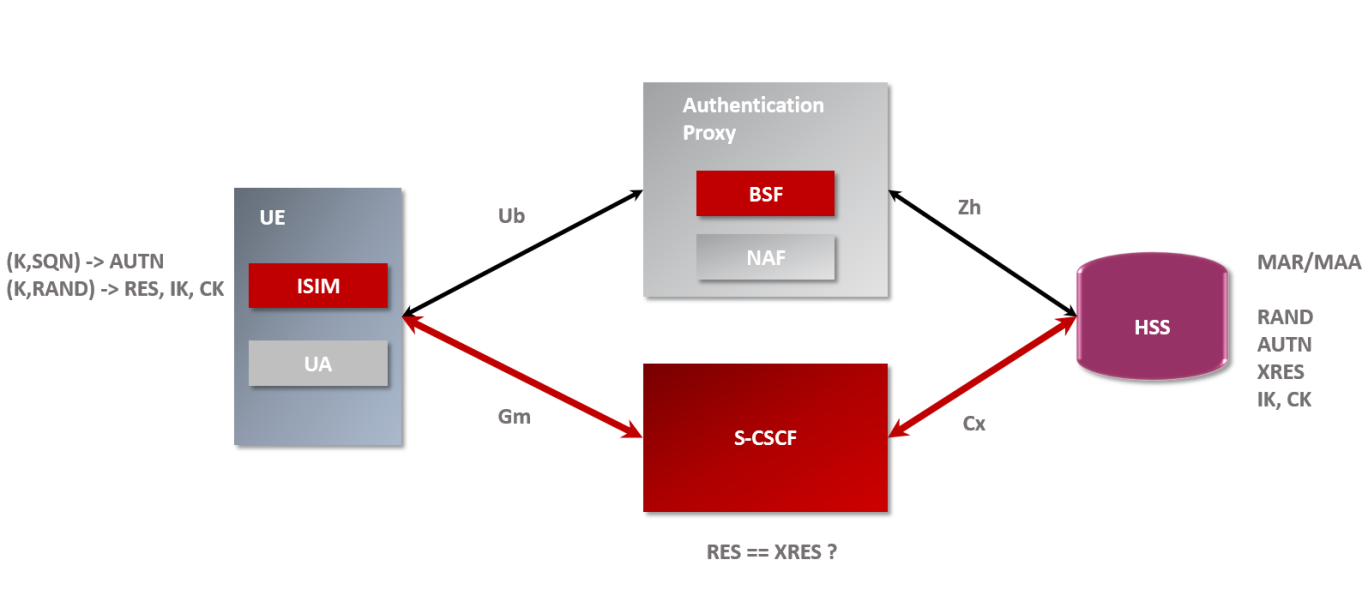 Authentication
Proxy
BSF
NAF
UE
ISIM
UA
(K,SQN) -> AUTN
(K,RAND) -> RES, IK, CK
Ub
Zh
Gm
Cx
S-CSCF
RES == XRES ?
HSS
MAR/MAA
RAND
AUTN
XRES
IK, CK